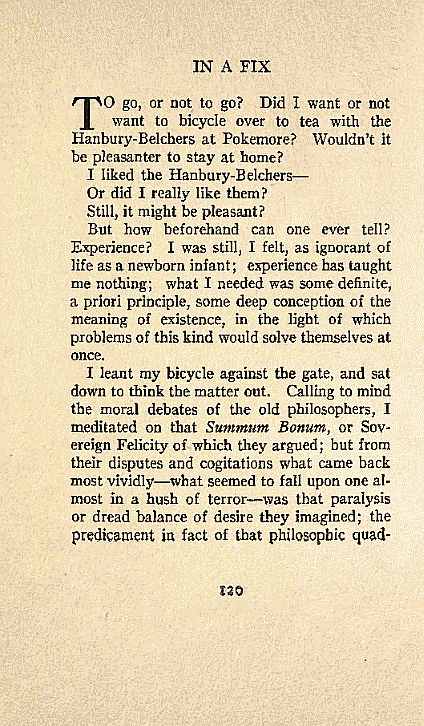 IN A FIX
TO go, or not to go? Did I want or not
want to bicycle over to tea with the
Hanbury-Belchers at Pokemore? Wouldn't it
be pleasanter to stay at home?
I liked the Hanbury-Belchers—
Or did I really like them?
Still, it might be pleasant?
But how beforehand can one ever tell?
Experience? I was still, I felt, as ignorant of
life as a newborn infant; experience has taught
me nothing; what I needed was some definite,
a priori principle, some deep conception of the
meaning of existence, in the light of which
problems of this kind would solve themselves at
once.
I leant my bicycle against the gate, and sat
down to think the matter out. Calling to mind
the moral debates of the old philosophers, I
meditated on that Summum Bonum, or Sov-
ereign Felicity of which they argued; but from
their disputes and cogitations what came back
most vividly—what seemed to fall upon one al-
most in a hush of terror—was that paralysis
or dread balance of desire they imagined; the
predicament in fact of that philosophic quad-
120